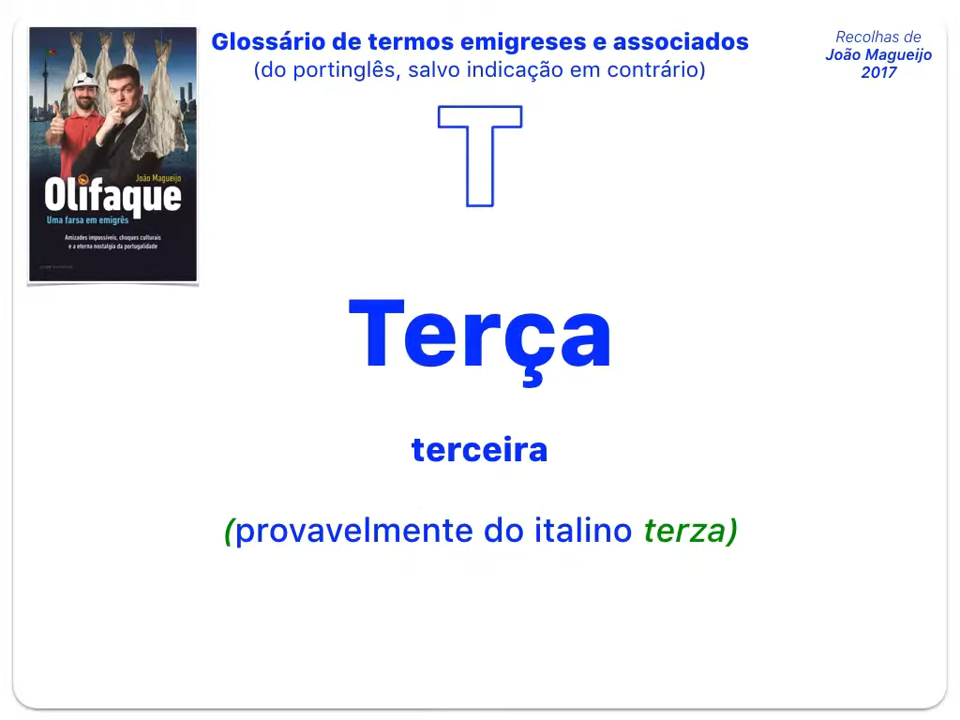 Glossário de termos emigreses e associados
(do portinglês, salvo indicação em contrário)
Recolhas de
João Magueijo
2017
T
João Magueijo
Olifaque
Uma farsa em emigrês
Amizades impossíveis, choques culturais
e a eterna nostalgia da portugalidade
Terça
terceira
(provavelmente do italino terza)